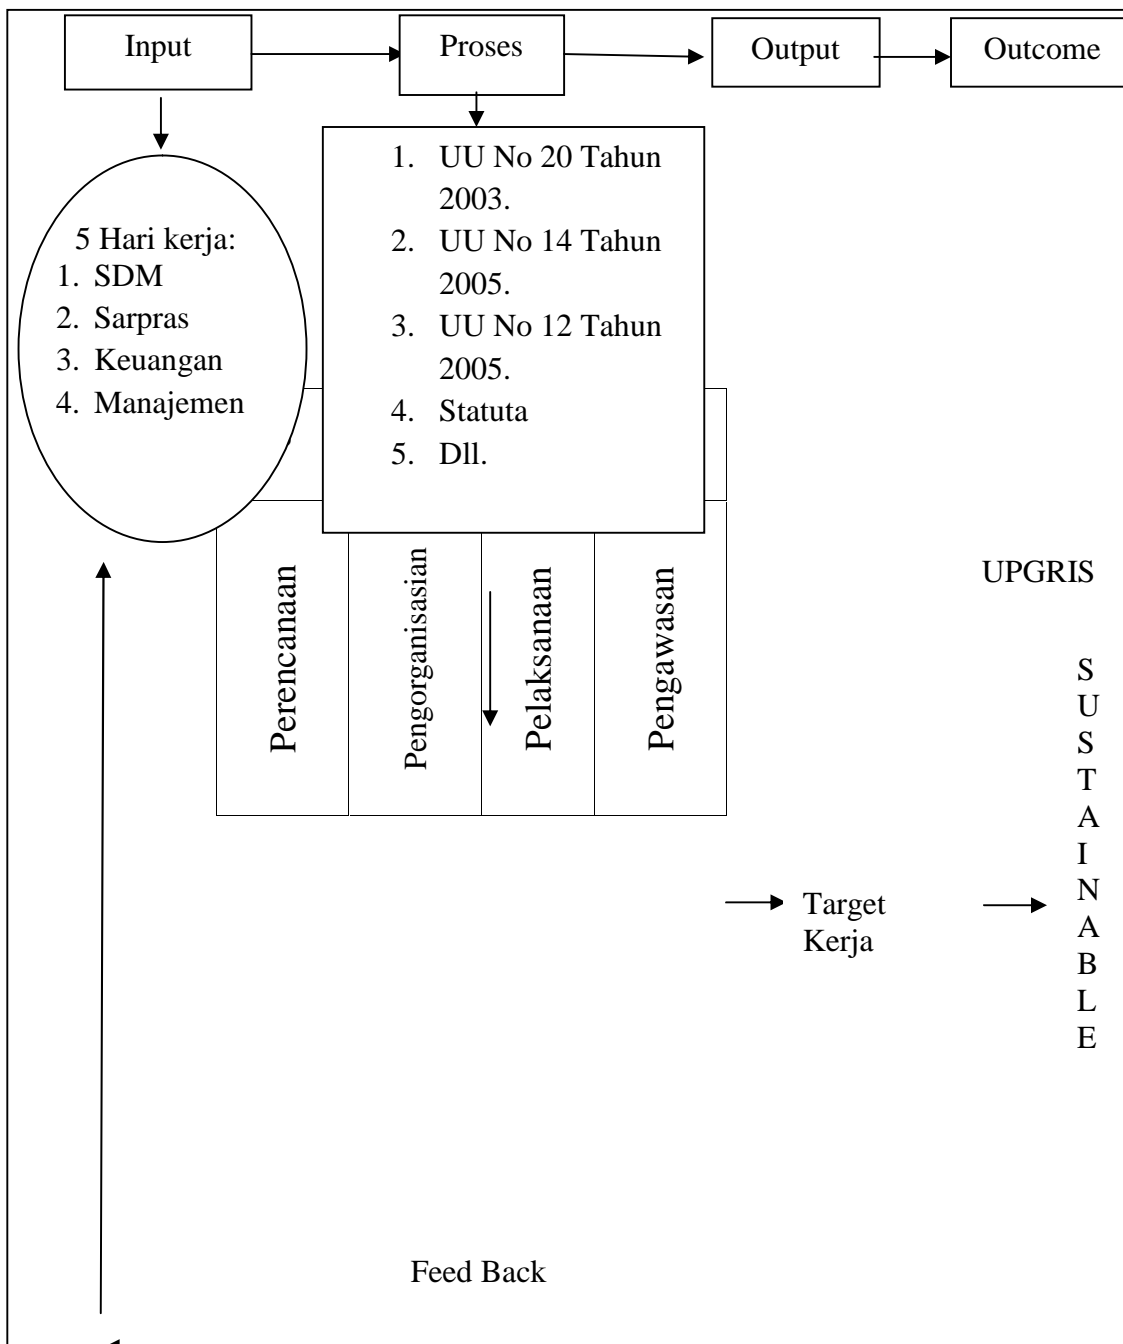 Input
Proses
Output
Outcome
5 Hari kerja:
1. SDM
2. Sarpras
3. Keuangan
4. Manajemen
1. UU No 20 Tahun
2003.
2. UU No 14 Tahun
2005.
3. UU No 12 Tahun
2005.
4. Statuta
5. Dll.
Perencanaan
Pengorganisasian
Pelaksanaan
Pengawasan
UPGRIS
SUSTAINABLE
Target
Kerja
Feed Back